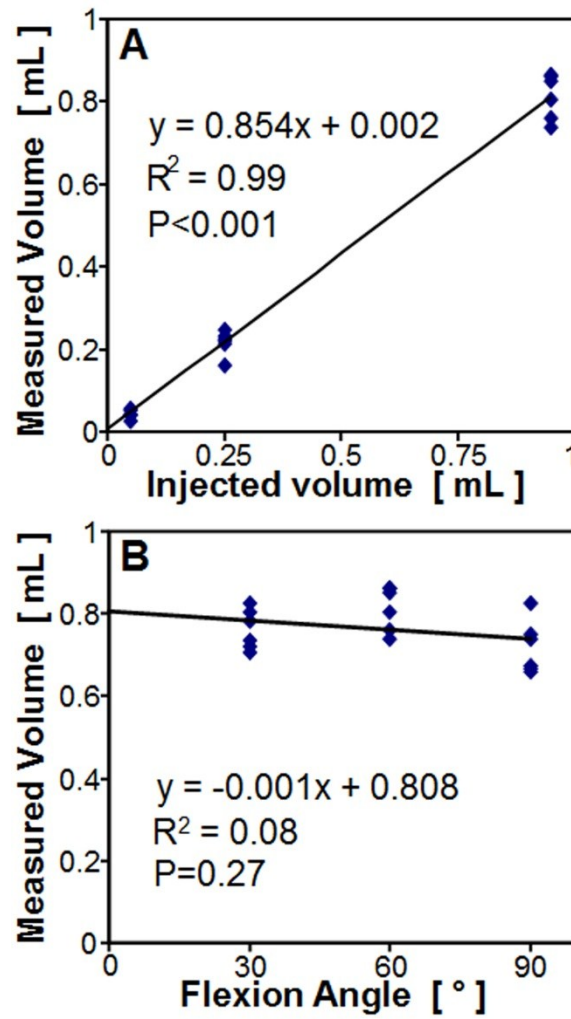 A
Measured Volume [ mL ]
1
0.8
0.6
0.4
0.2
0
y = 0.854x + 0.002
R² = 0.99
P<0.001
0 0.25 0.5 0.75 1
Injected volume [ mL ]
B
Measured Volume [ mL ]
1
0.8
0.6
0.4
0.2
0
y = -0.001x + 0.808
R² = 0.08
P=0.27
0 30 60 90
Flexion Angle [ ° ]